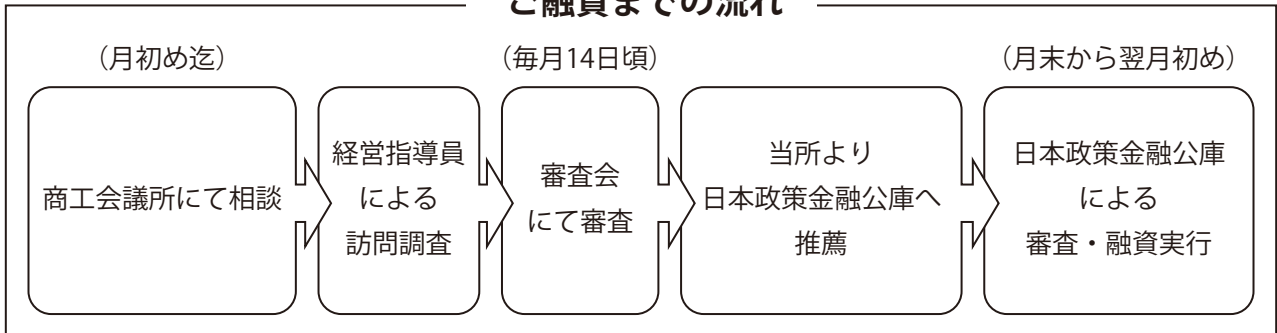 ご融資までの流れ
（月初め迄）
商工会議所にて相談
経営指導員
による
訪問調査
（毎月14日頃）
審査会
にて審査
当所より
日本政策金融公庫へ
推薦
（月末から翌月初め）
日本政策金融公庫
による
審査・融資実行